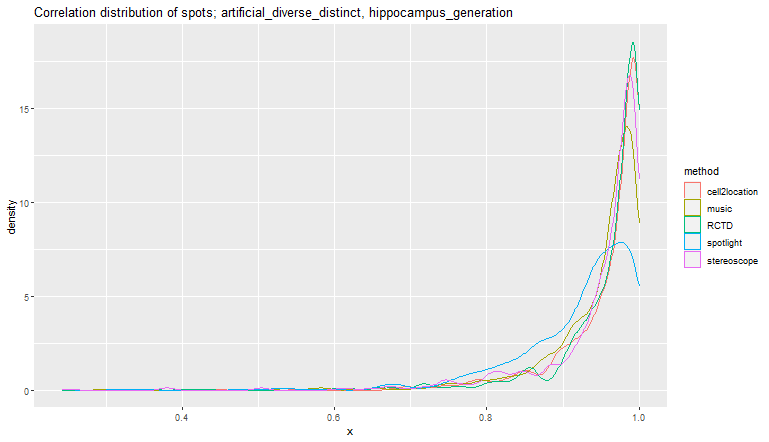 Correlation distribution of spots; artificial_diverse_distinct, hippocampus_generation
15
10
5
0
density
0.4
0.6
0.8
1.0
x
method
cell2location
music
RCTD
spotlight
stereoscope